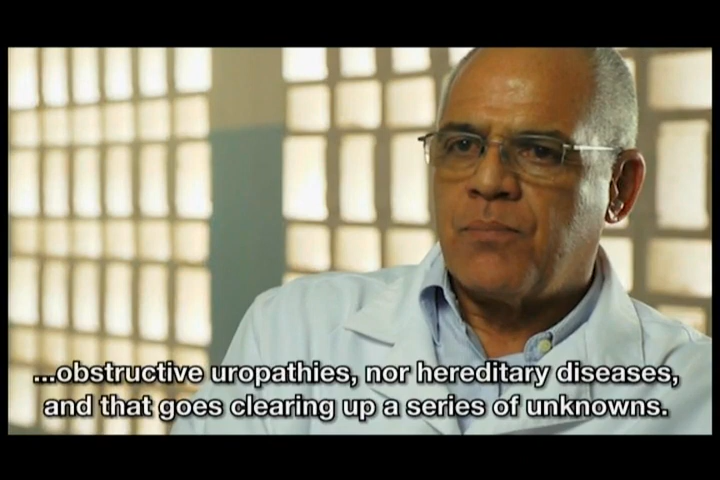 ...obstructive uropathies, nor hereditary diseases,
and that goes clearing up a series of unknowns.